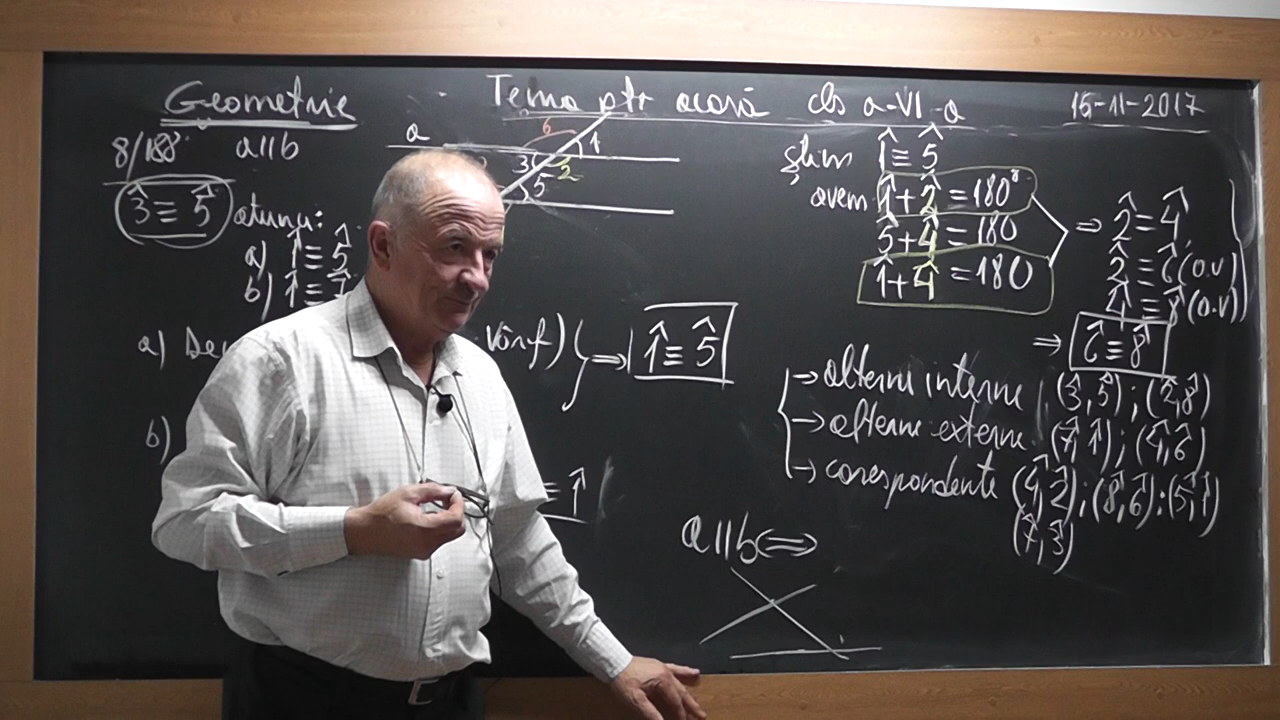 Geometrie Tema ptr acasă cls a-VI-a 15-11-2017
8/188 a||b
3̂ ≡ 5̂ atunci:
a) 1̂ ≡ 5̂
b) 1̂ ≡
a
6
1
3
2
5
știm 1̂ ≡ 5̂
avem 1̂ + 2̂ = 180°
5̂ + 4̂ = 180
1̂ + 4̂ = 180
⇒ 2̂ = 4̂
2̂ = 6̂ (o.v)
4̂ = 8̂ (o.v)
⇒ 6̂ ≡ 8̂
a) vârf) } ⇒ 1̂ ≡ 5̂
b) ≡ 1̂
→ alterne interne (3̂,5̂) ; (2̂,8̂)
→ alterne externe (7̂,1̂) ; (4̂,6̂)
→ corespondente (4̂,2̂) ; (8̂,6̂) ; (5̂,1̂)
(7̂,3̂)
a||b ⇔